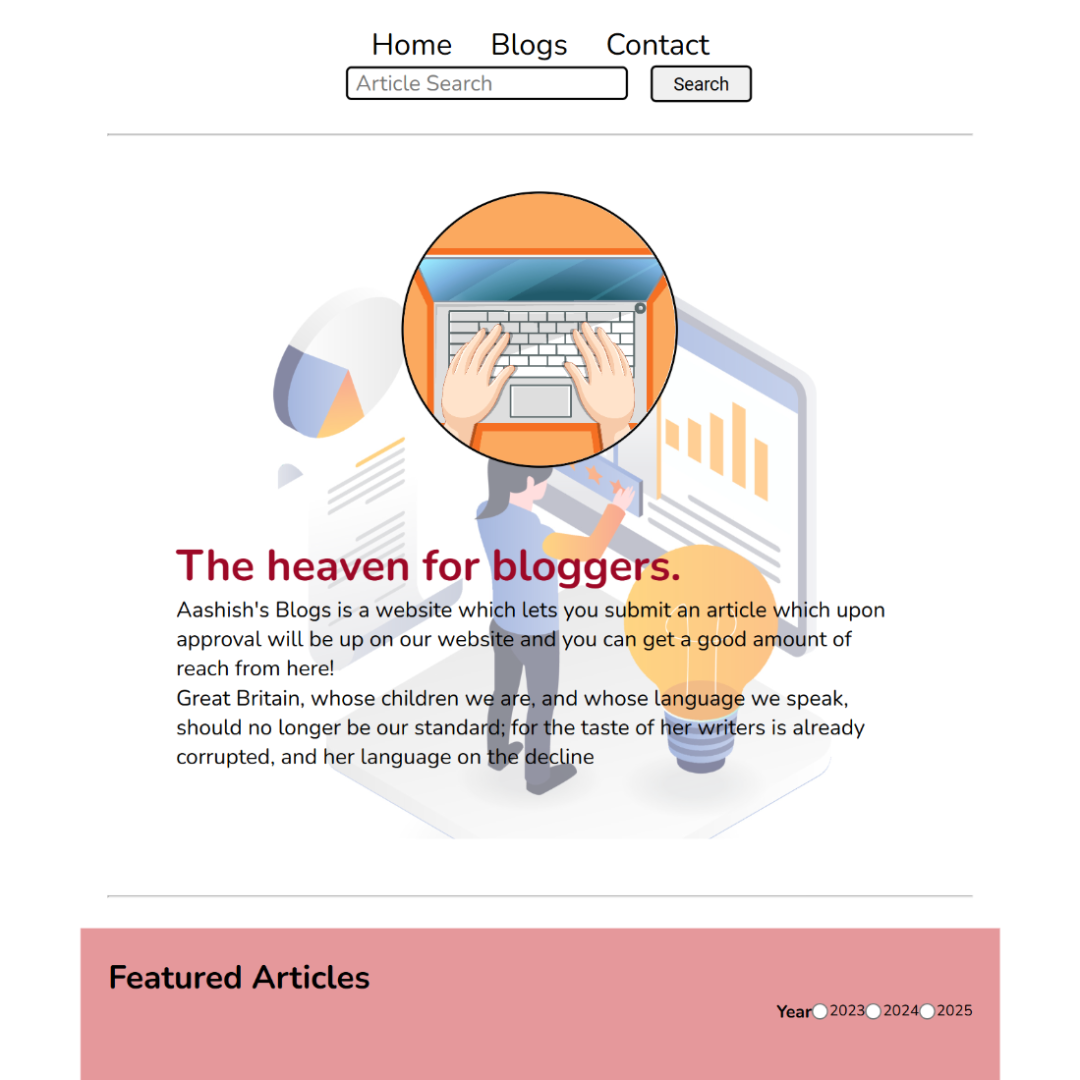 Home Blogs Contact
Article Search Search
The heaven for bloggers.
Aashish's Blogs is a website which lets you submit an article which upon
approval will be up on our website and you can get a good amount of
reach from here!
Great Britain, whose children we are, and whose language we speak,
should no longer be our standard; for the taste of her writers is already
corrupted, and her language on the decline
Featured Articles
Year 2023 2024 2025